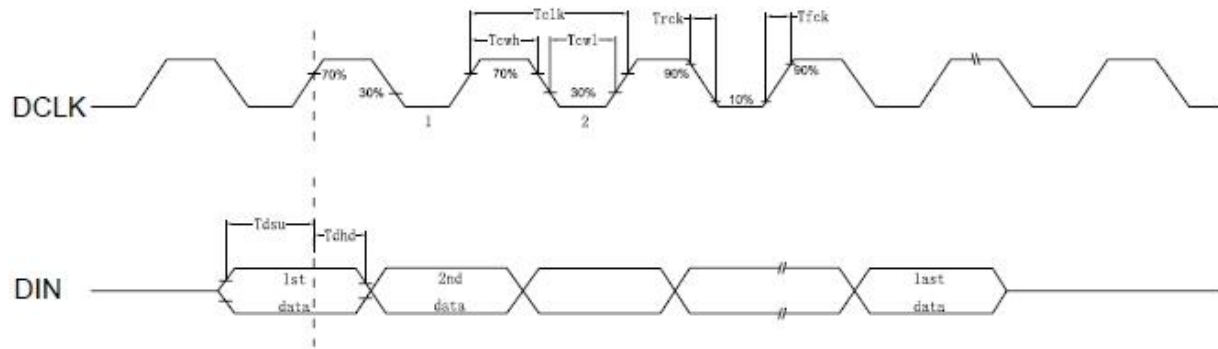 Tclk
Trck
Tfck
Tcwh
Tcwl
70%
70%
30%
90%
90%
30%
10%
DCLK
1
2
Tdsu
Tdhd
1st
2nd
last
DIN
data
data
data